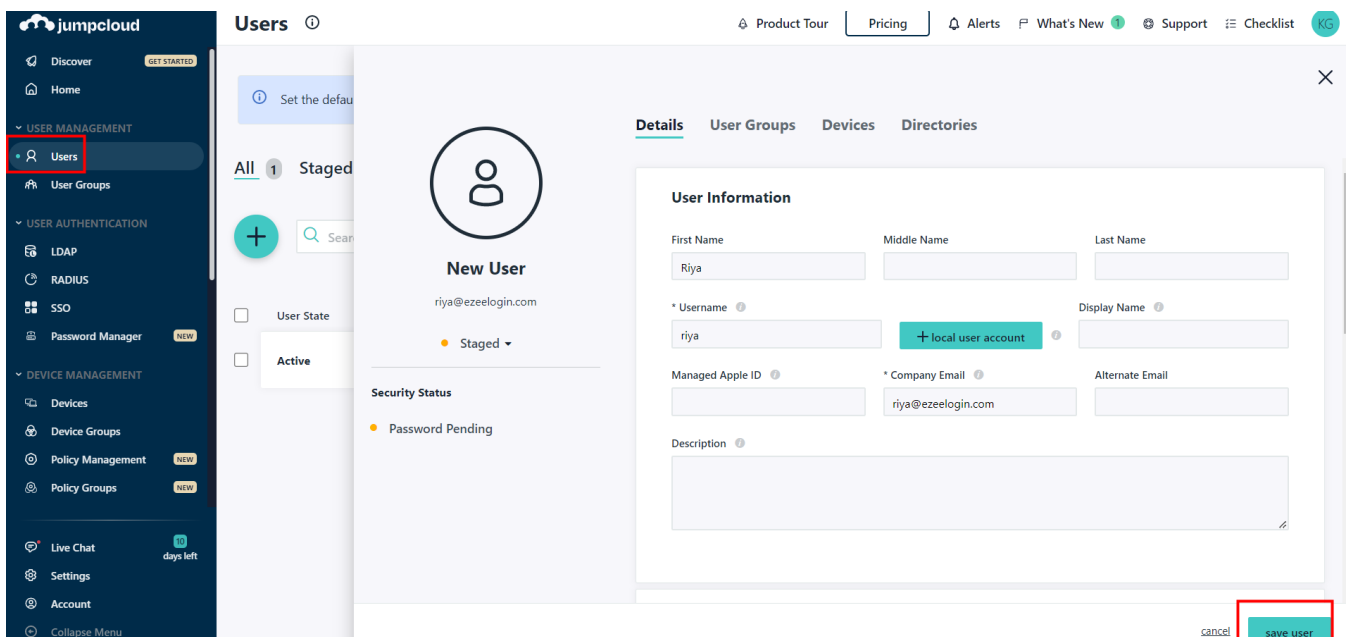 jumpcloud
Discover GET STARTED
Home
USER MANAGEMENT
Users
User Groups
USER AUTHENTICATION
LDAP
RADIUS
SSO
Password Manager NEW
DEVICE MANAGEMENT
Devices
Device Groups
Policy Management NEW
Policy Groups NEW
Live Chat 10 days left
Settings
Account
Collapse Menu
Users
Product Tour Pricing Alerts What's New 1 Support Checklist KG
Set the defau
All 1 Staged
Sear
User State
Active
New User
riya@ezeelogin.com
Staged
Security Status
Password Pending
Details User Groups Devices Directories
User Information
First Name Middle Name Last Name
Riya
* Username Display Name
riya + local user account
Managed Apple ID * Company Email Alternate Email
riya@ezeelogin.com
Description
cancel save user